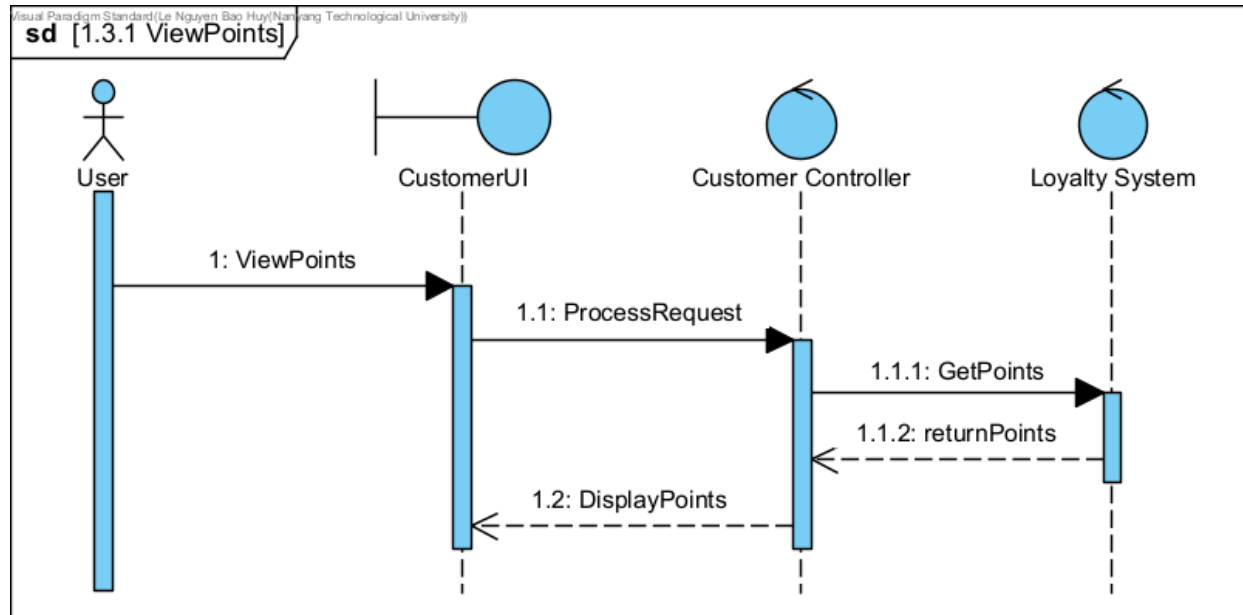 Visual Paradigm Standard(Le Nguyen Bao Huy(Nanyang Technological University))
sd [1.3.1 ViewPoints]
User
CustomerUI
Customer Controller
Loyalty System
1: ViewPoints
1.1: ProcessRequest
1.1.1: GetPoints
1.1.2: returnPoints
1.2: DisplayPoints